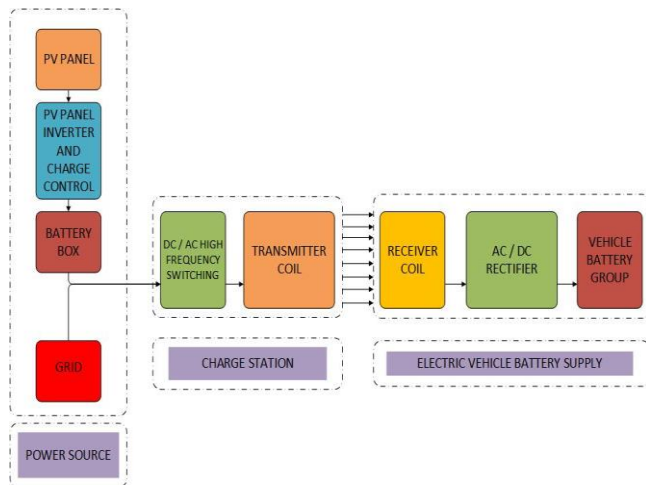 PV PANEL
PV PANEL
INVERTER
AND
CHARGE
CONTROL
BATTERY
BOX
GRID
POWER SOURCE
DC / AC HIGH
FREQUENCY
SWITCHING
TRANSMITTER
COIL
CHARGE STATION
RECEIVER
COIL
AC / DC
RECTIFIER
VEHICLE
BATTERY
GROUP
ELECTRIC VEHICLE BATTERY SUPPLY